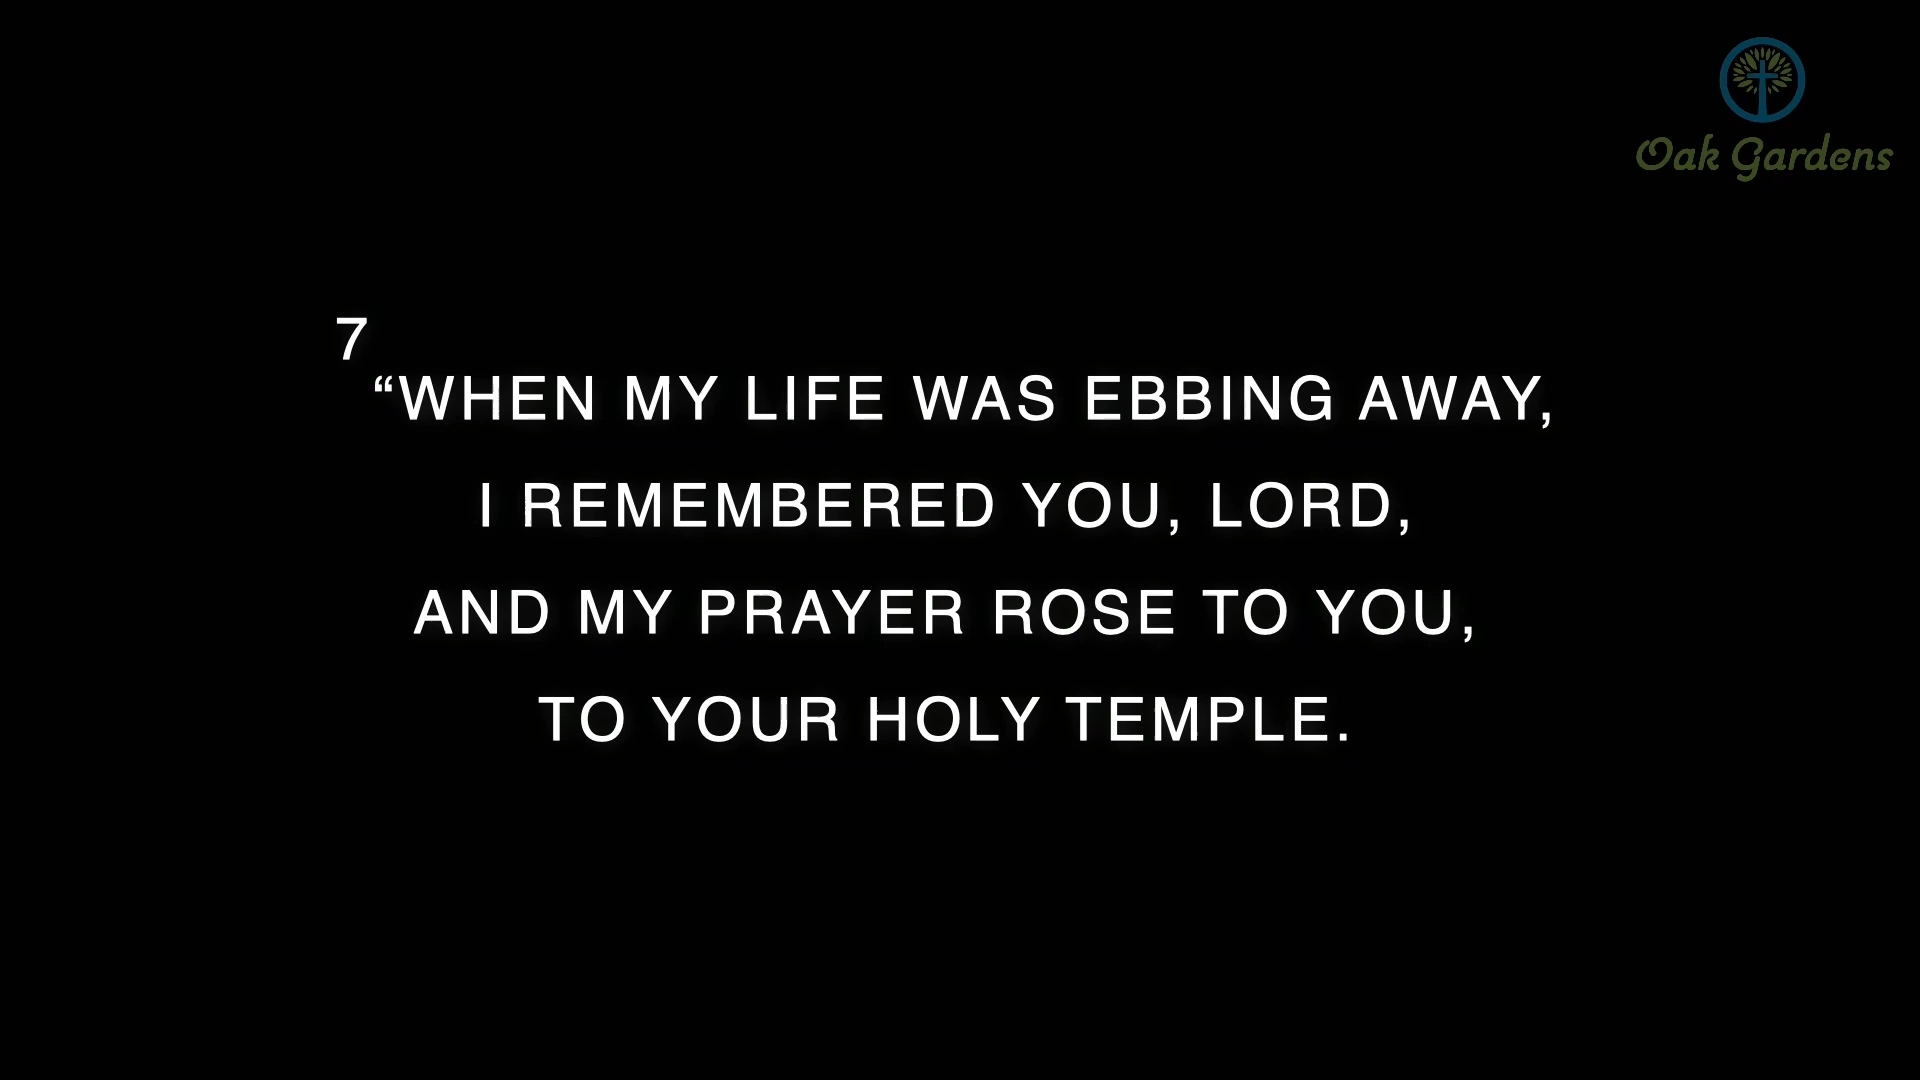 Oak Gardens
7
“WHEN MY LIFE WAS EBBING AWAY,
I REMEMBERED YOU, LORD,
AND MY PRAYER ROSE TO YOU,
TO YOUR HOLY TEMPLE.